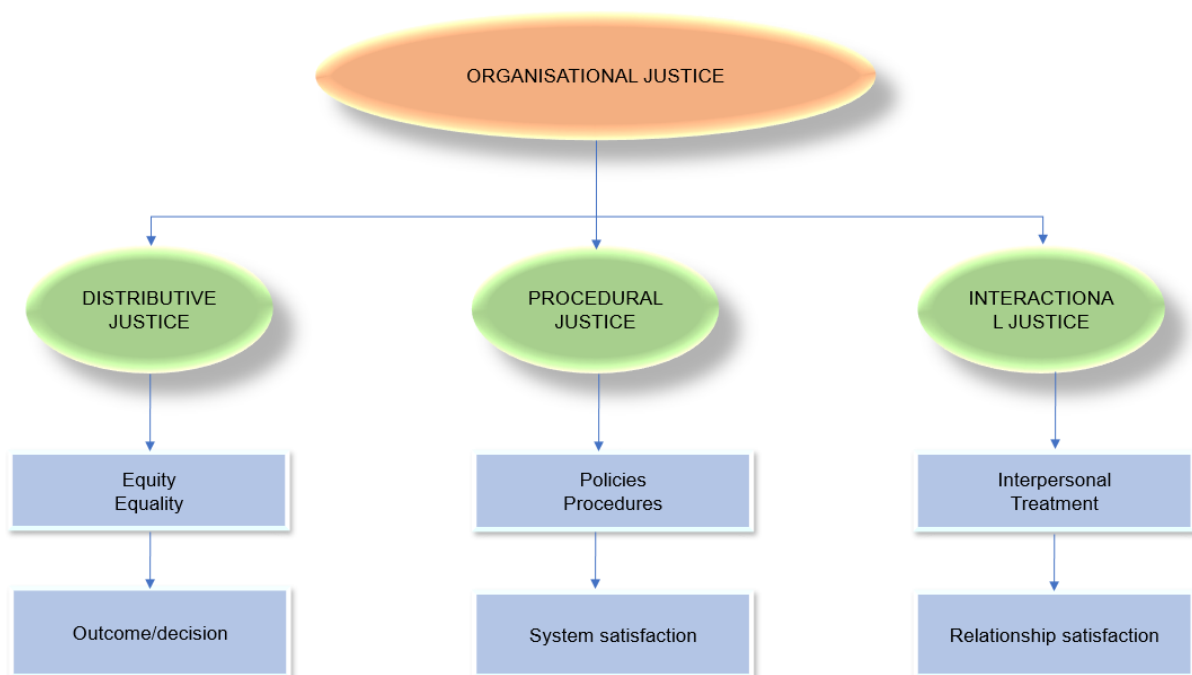 ORGANISATIONAL JUSTICE
DISTRIBUTIVE
JUSTICE
PROCEDURAL
JUSTICE
INTERACTIONA
L JUSTICE
Equity
Equality
Policies
Procedures
Interpersonal
Treatment
Outcome/decision
System satisfaction
Relationship satisfaction